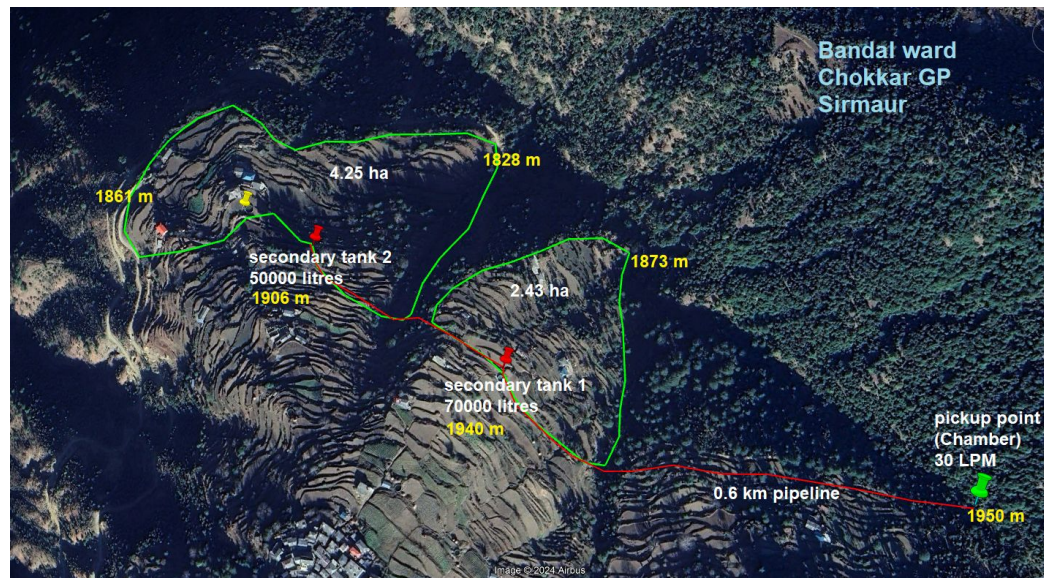 Bandal ward
Chokkar GP
Sirmaur
1828 m
4.25 ha
1861 m
secondary tank 2
50000 litres
1906 m
1873 m
2.43 ha
secondary tank 1
70000 litres
1940 m
pickup point
(Chamber)
30 LPM
0.6 km pipeline
1950 m
Image © 2024 Airbus